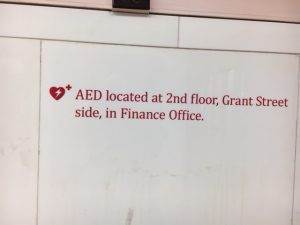 AED located at 2nd floor, Grant Street
side, in Finance Office.